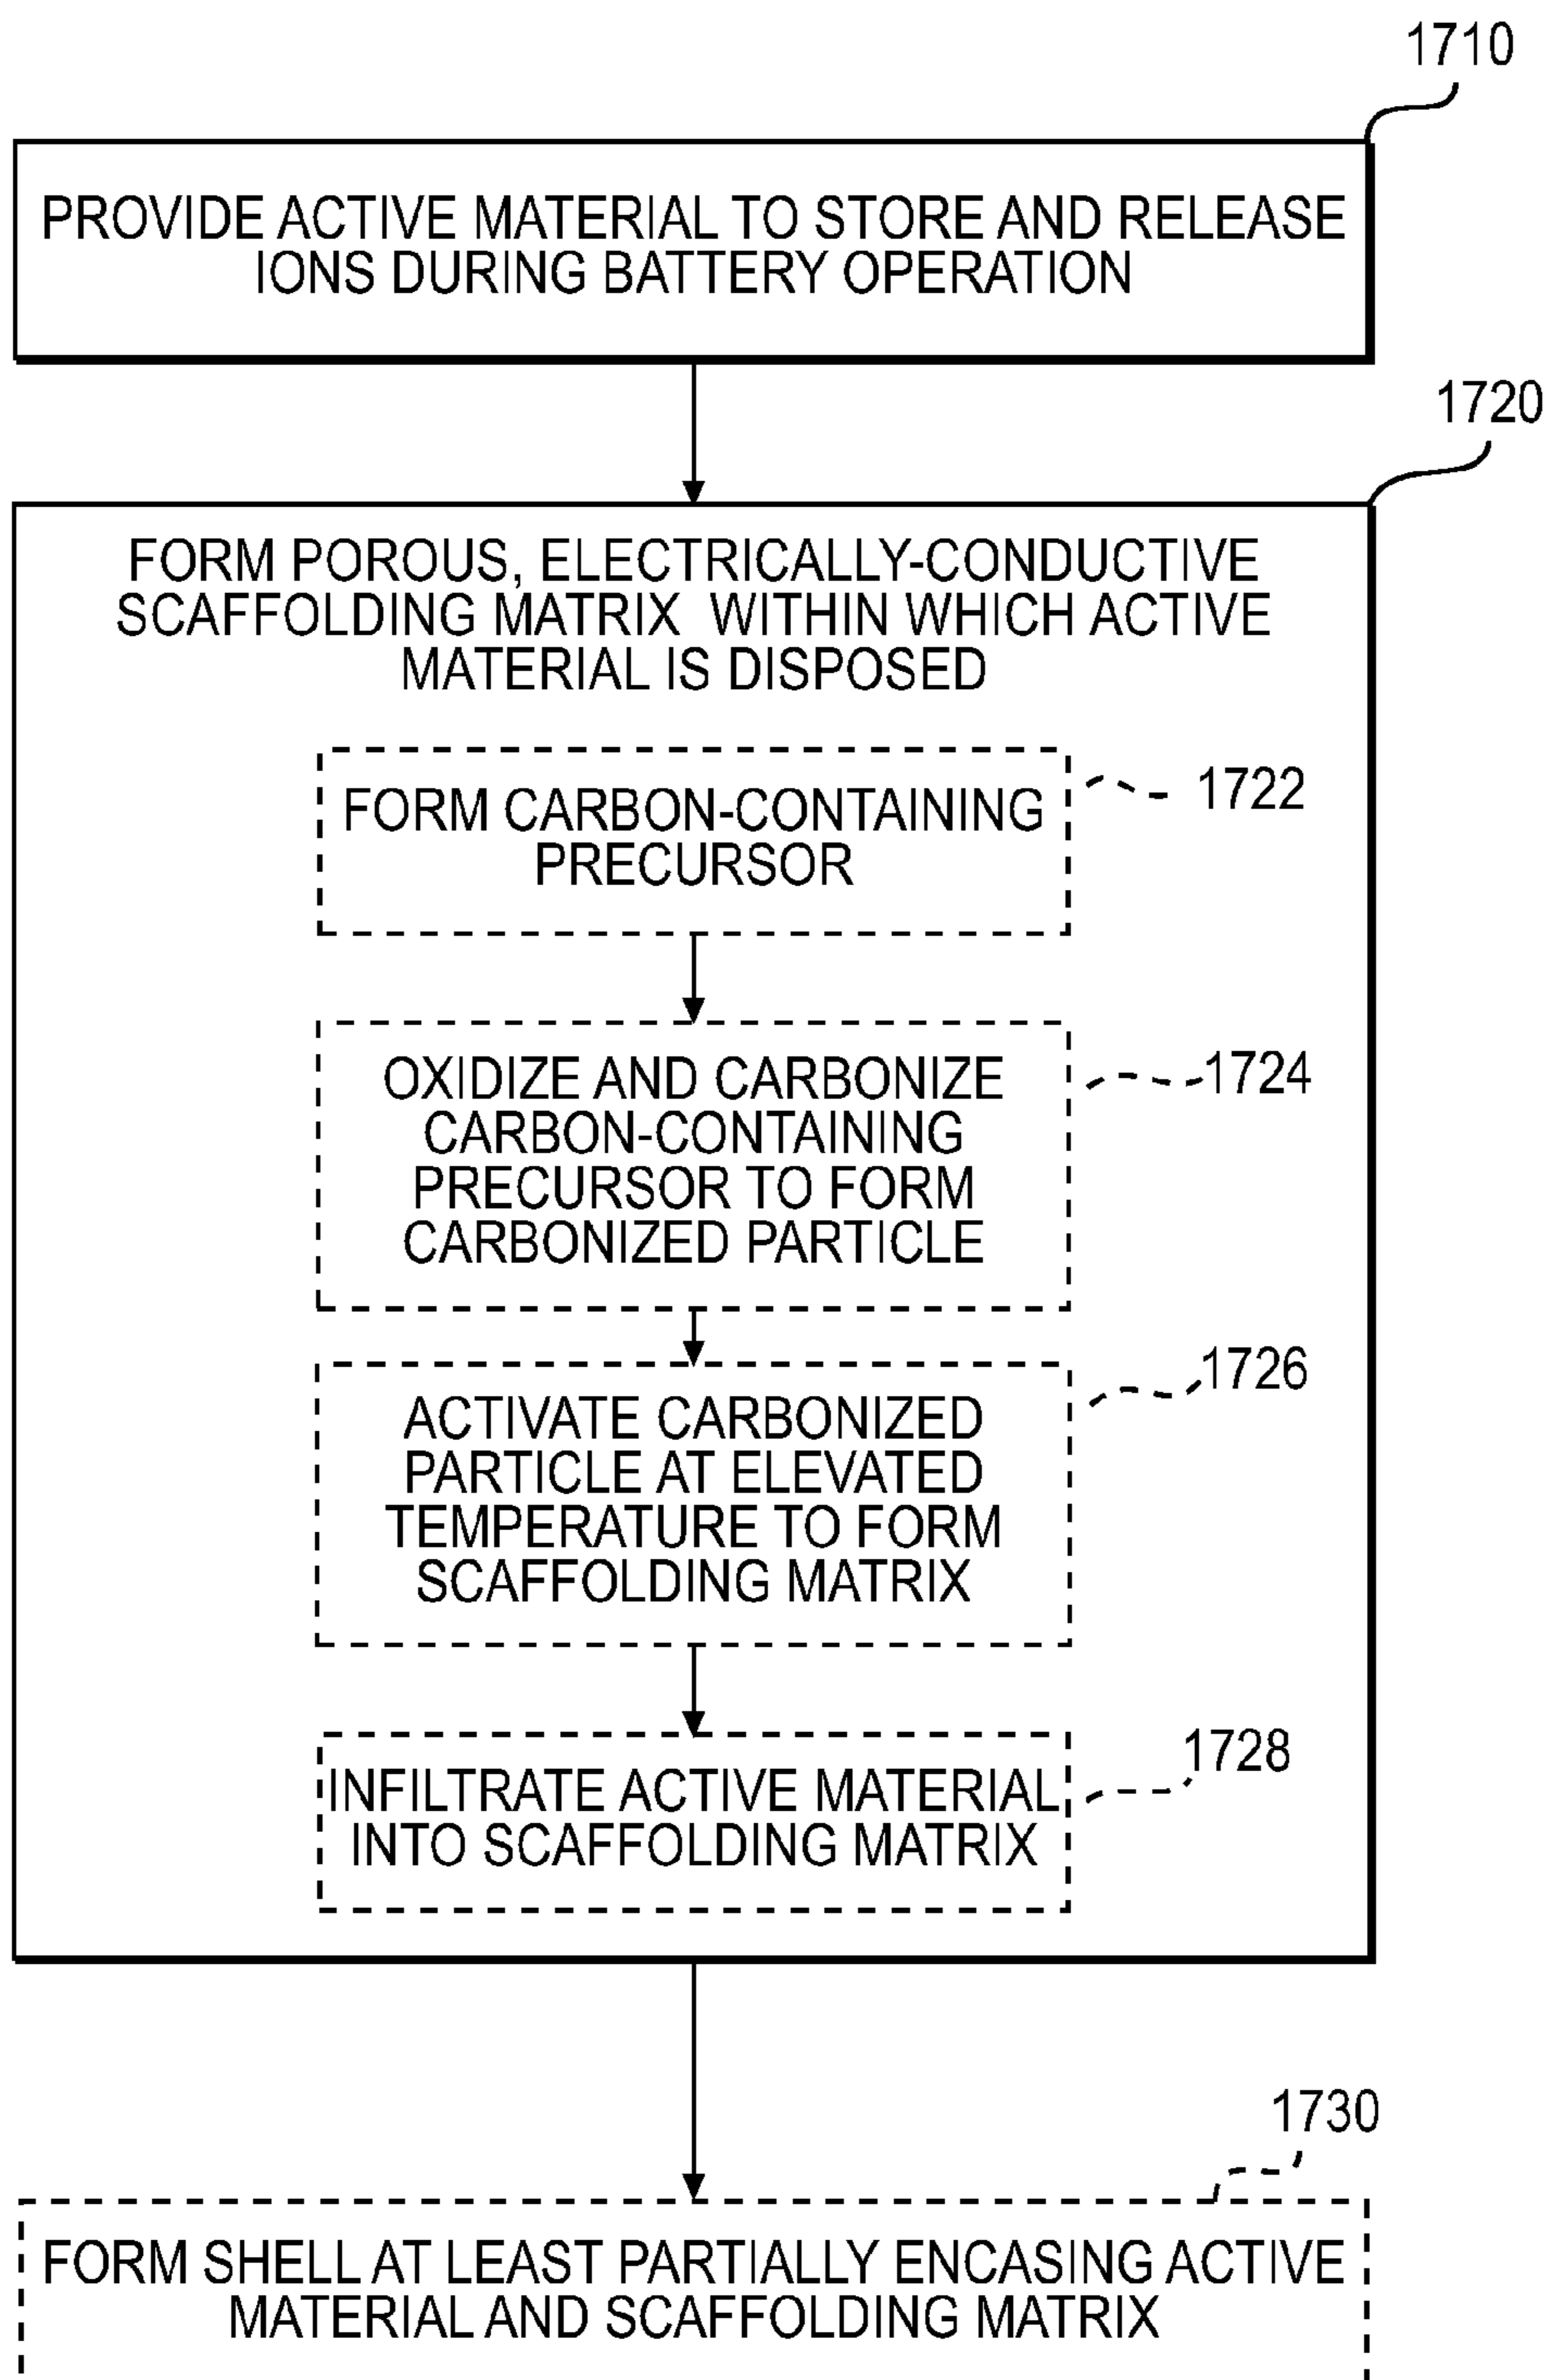 1710
PROVIDE ACTIVE MATERIAL TO STORE AND RELEASE
IONS DURING BATTERY OPERATION
1720
FORM POROUS, ELECTRICALLY-CONDUCTIVE
SCAFFOLDING MATRIX WITHIN WHICH ACTIVE
MATERIAL IS DISPOSED
1722
FORM CARBON-CONTAINING
PRECURSOR
1724
OXIDIZE AND CARBONIZE
CARBON-CONTAINING
PRECURSOR TO FORM
CARBONIZED PARTICLE
1726
ACTIVATE CARBONIZED
PARTICLE AT ELEVATED
TEMPERATURE TO FORM
SCAFFOLDING MATRIX
1728
INFILTRATE ACTIVE MATERIAL
INTO SCAFFOLDING MATRIX
1730
FORM SHELL AT LEAST PARTIALLY ENCASING ACTIVE
MATERIAL AND SCAFFOLDING MATRIX